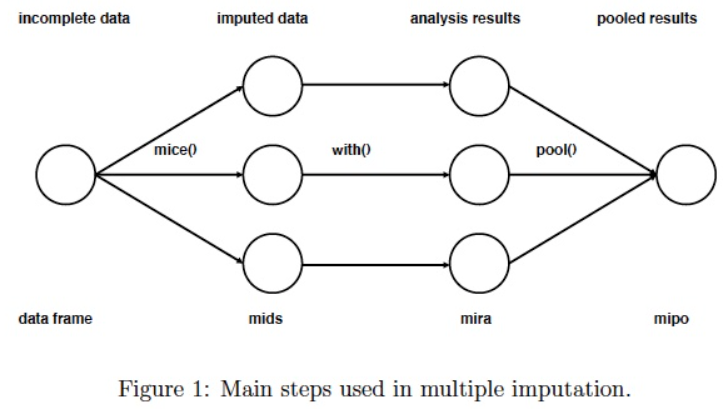 incomplete data imputed data analysis results pooled results
mice() with() pool()
data frame mids mira mipo
Figure 1: Main steps used in multiple imputation.